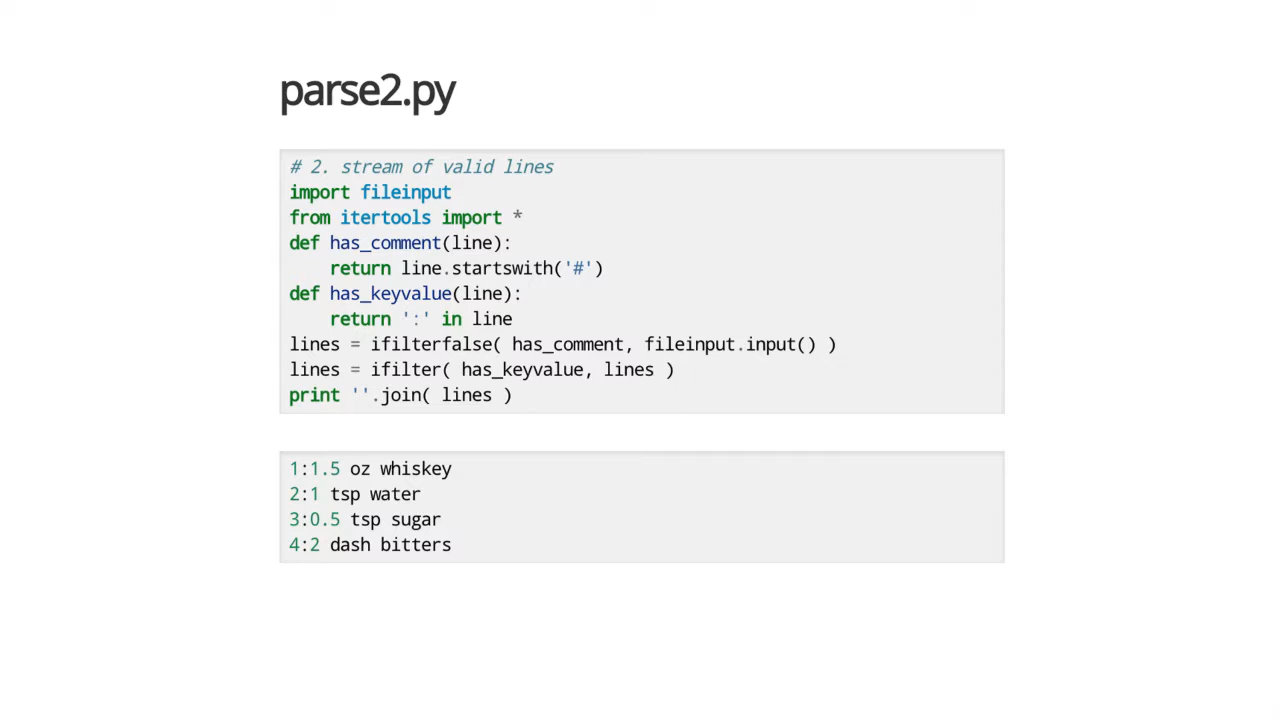 parse2.py
# 2. stream of valid lines
import fileinput
from itertools import *
def has_comment(line):
    return line.startswith('#')
def has_keyvalue(line):
    return ':' in line
lines = ifilterfalse( has_comment, fileinput.input() )
lines = ifilter( has_keyvalue, lines )
print ''.join( lines )
1:1.5 oz whiskey
2:1 tsp water
3:0.5 tsp sugar
4:2 dash bitters